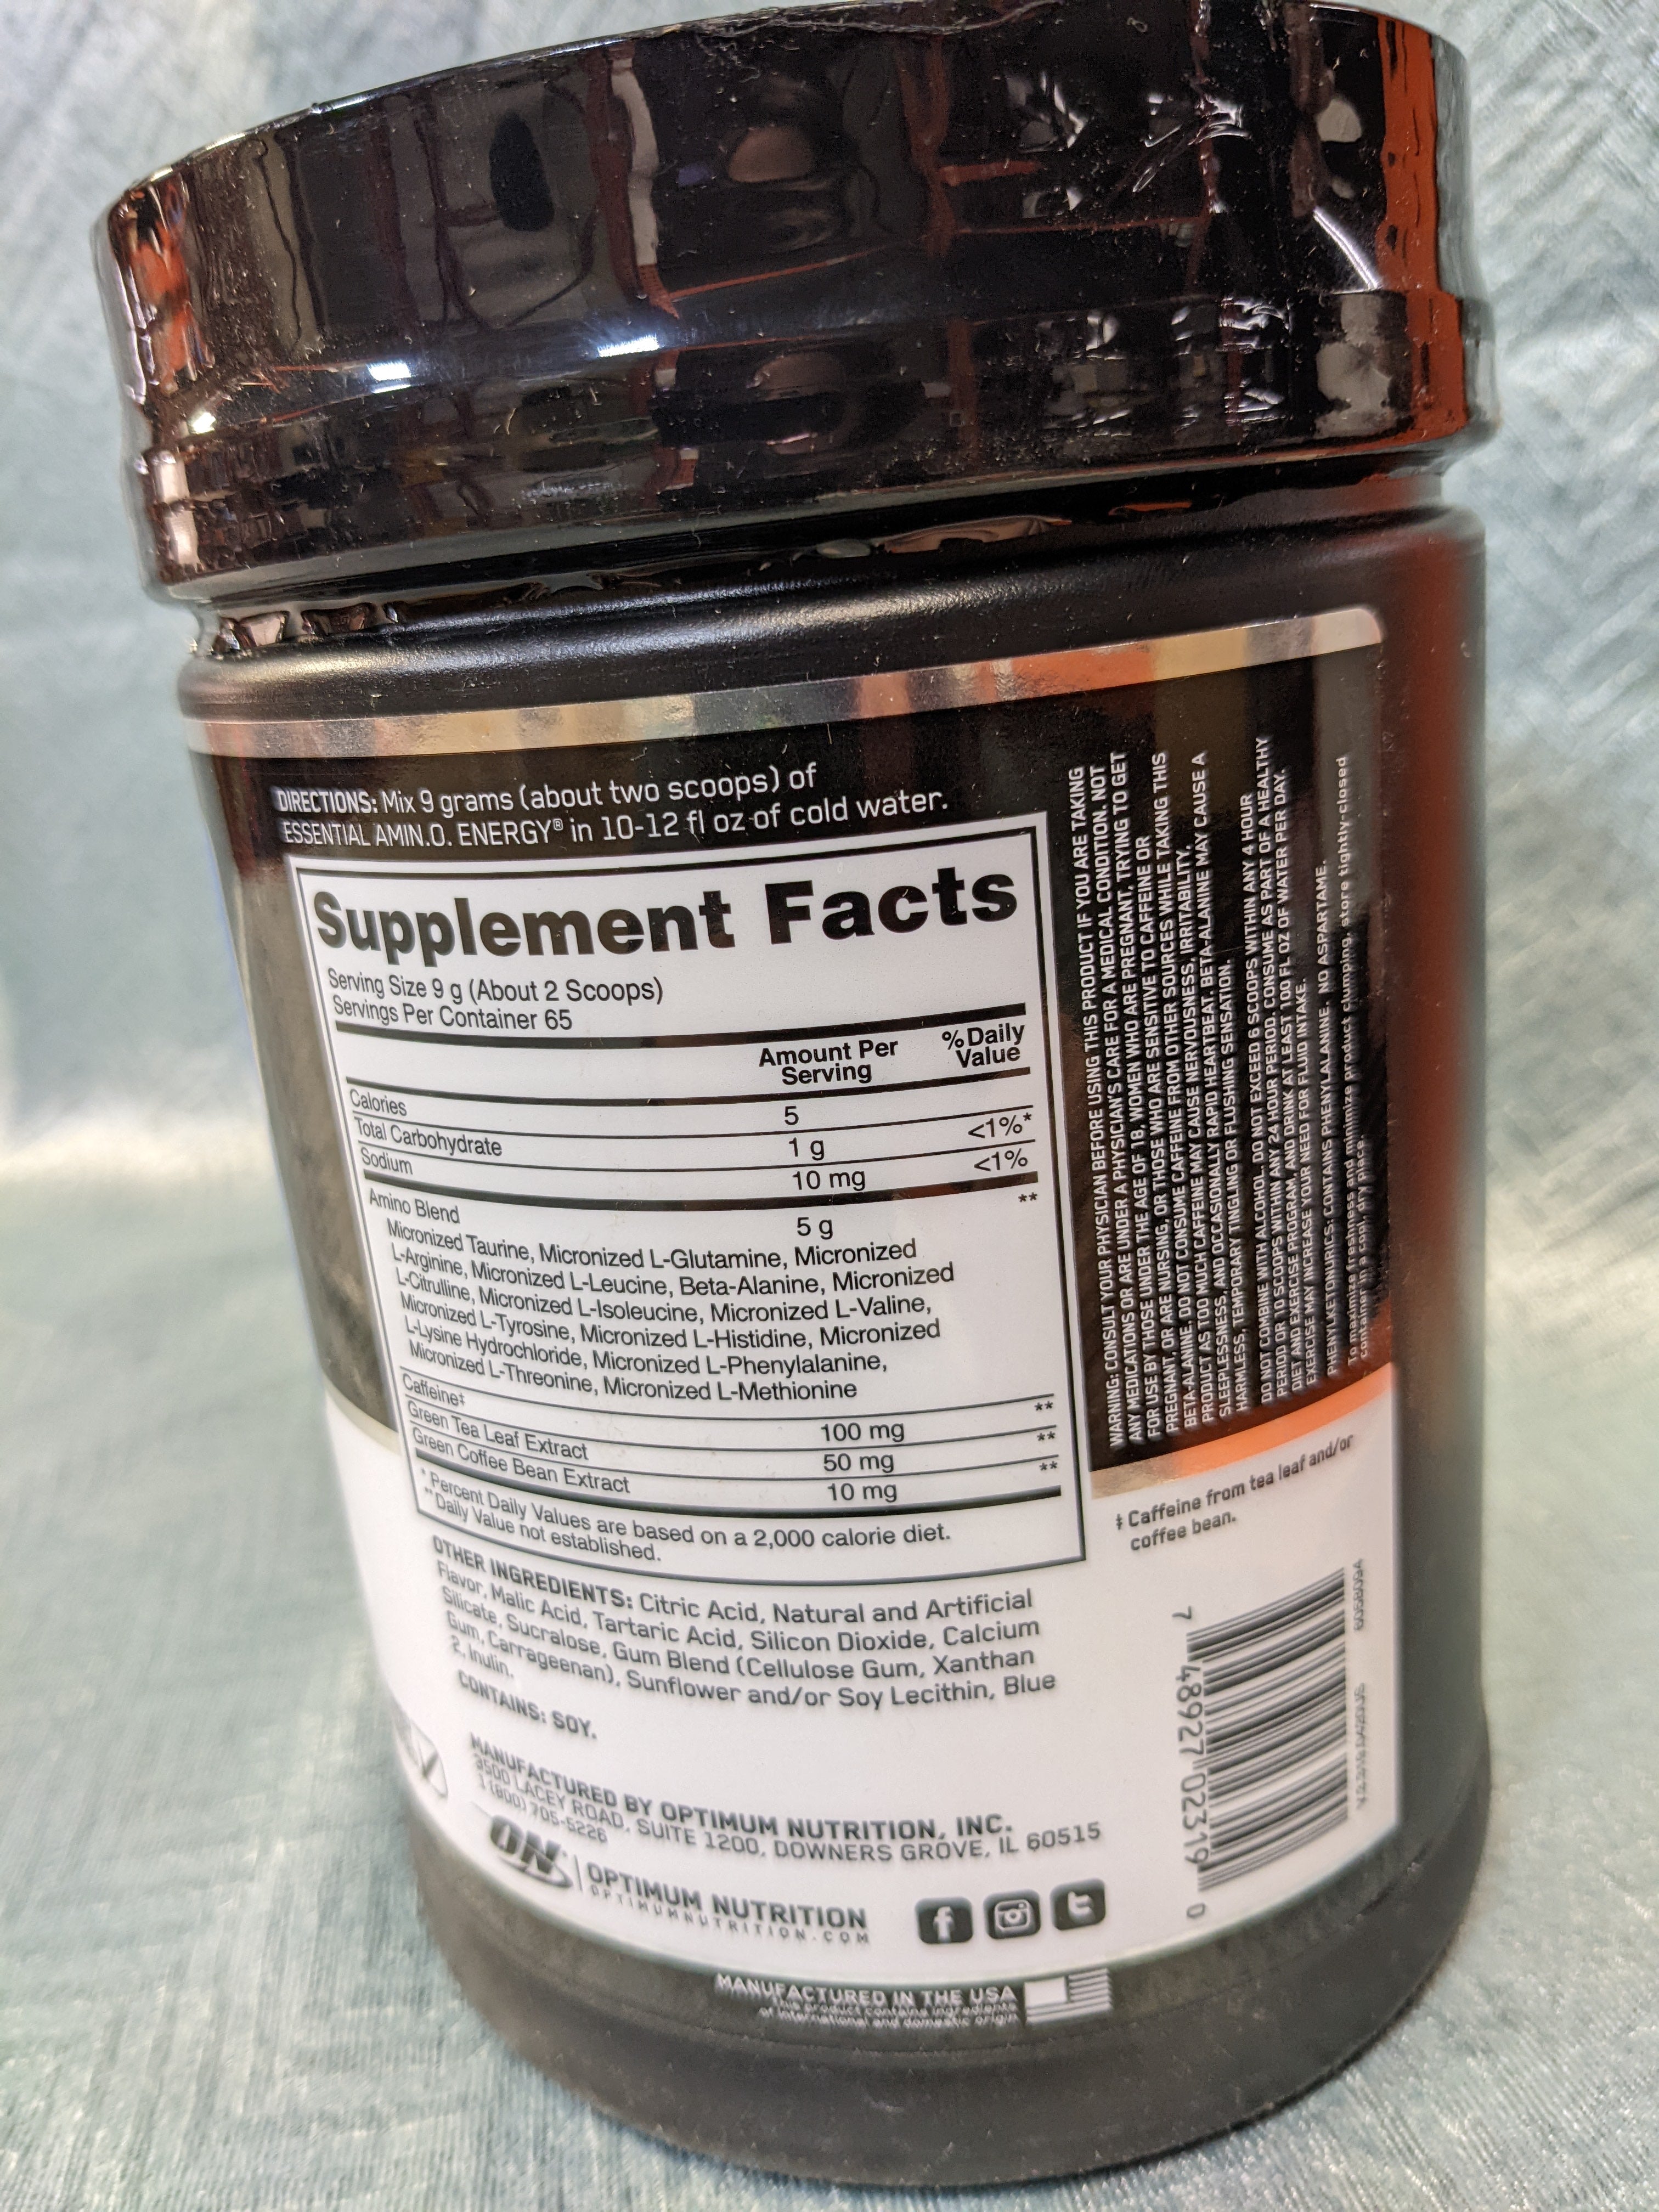 DIRECTIONS: Mix 9 grams (about two scoops) of
ESSENTIAL AMIN.O. ENERGY® in 10-12 fl oz of cold water.
Supplement Facts
Serving Size 9 g (About 2 Scoops)
Servings Per Container 65
Amount Per Serving
%Daily Value
Calories 5
Total Carbohydrate 1 g <1%*
Sodium 10 mg <1%
Amino Blend 5 g **
Micronized Taurine, Micronized L-Glutamine, Micronized
L-Arginine, Micronized L-Leucine, Beta-Alanine, Micronized
L-Citrulline, Micronized L-Isoleucine, Micronized L-Valine,
Micronized L-Tyrosine, Micronized L-Histidine, Micronized
L-Lysine Hydrochloride, Micronized L-Phenylalanine,
Micronized L-Threonine, Micronized L-Methionine
Caffeine‡ 100 mg **
Green Tea Leaf Extract 50 mg **
Green Coffee Bean Extract 10 mg **
* Percent Daily Values are based on a 2,000 calorie diet.
** Daily Value not established.
OTHER INGREDIENTS: Citric Acid, Natural and Artificial
Flavor, Malic Acid, Tartaric Acid, Silicon Dioxide, Calcium
Silicate, Sucralose, Gum Blend (Cellulose Gum, Xanthan
Gum, Carrageenan), Sunflower and/or Soy Lecithin, Blue
2, Inulin.
CONTAINS: SOY.
MANUFACTURED BY OPTIMUM NUTRITION, INC.
3500 LACEY ROAD, SUITE 1200, DOWNERS GROVE, IL 60515
1 (800) 705-5226
ON
OPTIMUM NUTRITION
OPTIMUMNUTRITION.COM
MANUFACTURED IN THE USA
This product contains ingredients
of international and domestic origin
WARNING: CONSULT YOUR PHYSICIAN BEFORE USING THIS PRODUCT IF YOU ARE TAKING
ANY MEDICATIONS OR ARE UNDER A PHYSICIAN'S CARE FOR A MEDICAL CONDITION. NOT
FOR USE BY THOSE UNDER THE AGE OF 18, WOMEN WHO ARE PREGNANT, TRYING TO GET
PREGNANT, OR ARE NURSING, OR THOSE WHO ARE SENSITIVE TO CAFFEINE OR
BETA-ALANINE. DO NOT CONSUME CAFFEINE FROM OTHER SOURCES WHILE TAKING THIS
PRODUCT AS TOO MUCH CAFFEINE MAY CAUSE NERVOUSNESS, IRRITABILITY,
SLEEPLESSNESS, AND OCCASIONALLY RAPID HEARTBEAT. BETA-ALANINE MAY CAUSE A
HARMLESS, TEMPORARY TINGLING OR FLUSHING SENSATION.
DO NOT COMBINE WITH ALCOHOL. DO NOT EXCEED 6 SCOOPS WITHIN ANY 4 HOUR
PERIOD OR 10 SCOOPS WITHIN ANY 24 HOUR PERIOD. CONSUME AS PART OF A HEALTHY
DIET AND EXERCISE PROGRAM, AND DRINK AT LEAST 100 FL OZ OF WATER PER DAY.
EXERCISE MAY INCREASE YOUR NEED FOR FLUID INTAKE.
PHENYLKETONURICS: CONTAINS PHENYLALANINE. NO ASPARTAME.
To maximize freshness and minimize product clumping, store tightly-closed
container in a cool, dry place.
‡ Caffeine from tea leaf and/or
coffee bean.
7 48927 02319 0